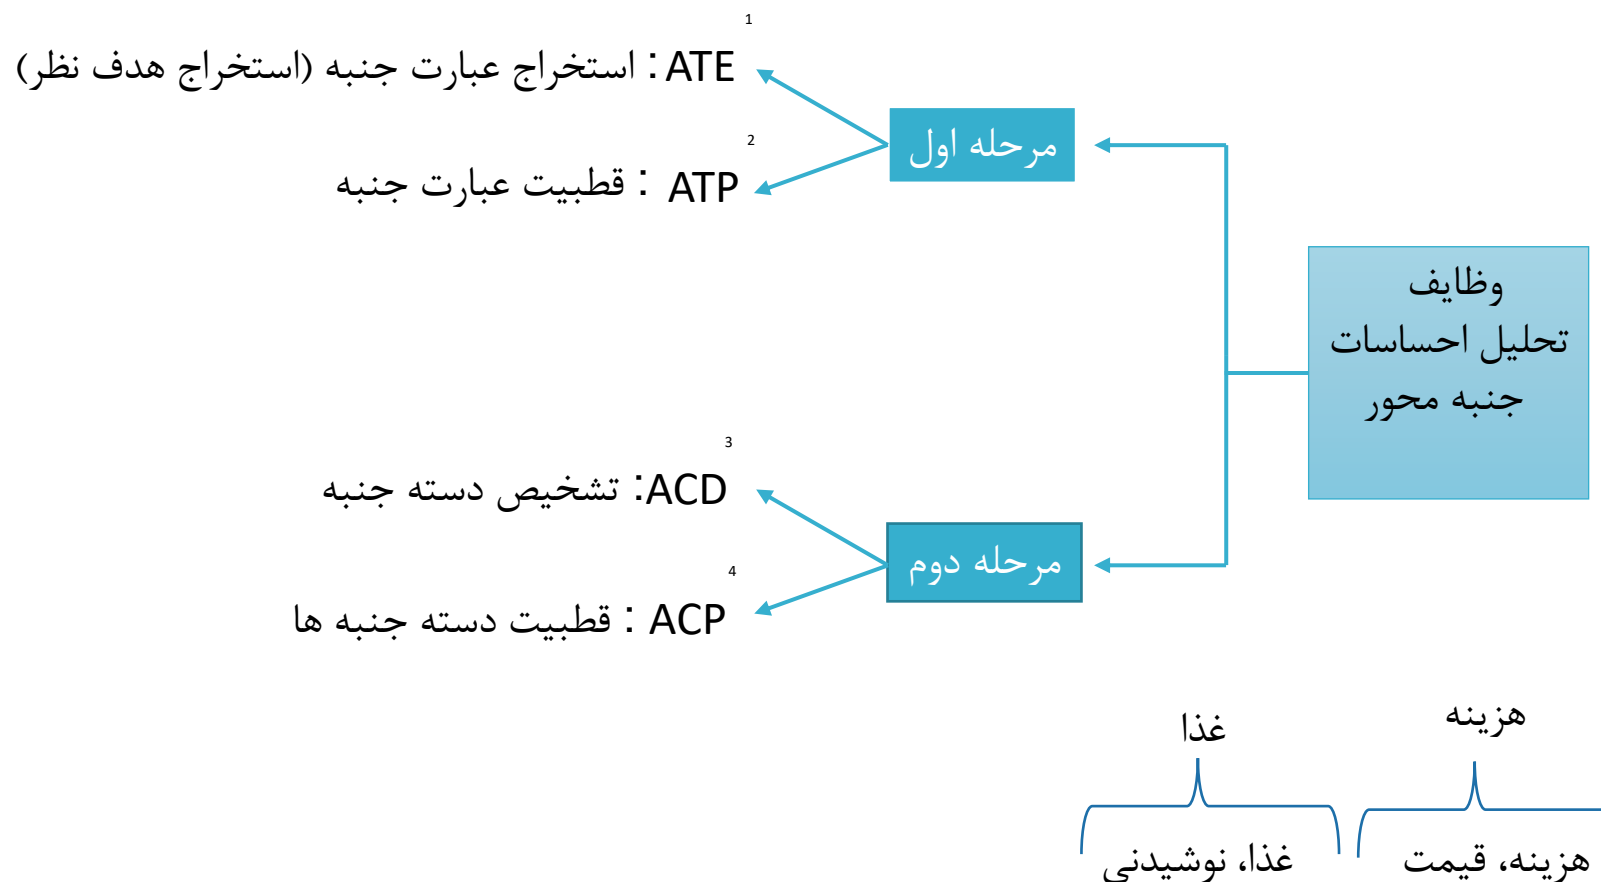 وظایف
تحلیل احساسات
جنبه محور
مرحله اول
1
ATE: استخراج عبارت جنبه (استخراج هدف نظر)
2
ATP : قطبیت عبارت جنبه
مرحله دوم
3
ACD: تشخیص دسته جنبه
4
ACP : قطبیت دسته جنبه ها
هزینه
غذا
هزینه، قیمت
غذا، نوشیدنی